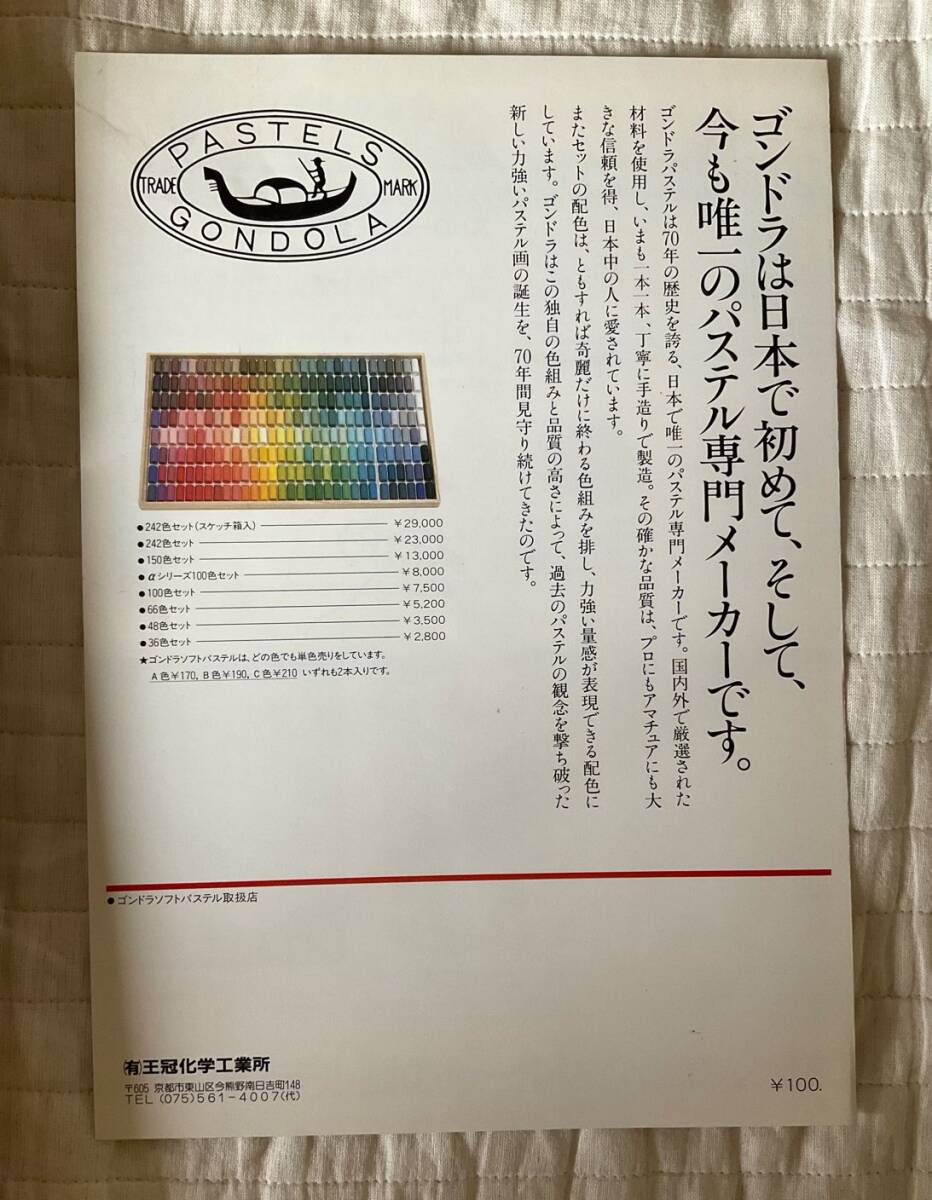 ゴンドラは日本で初めて、そして、
今も唯一のパステル専門メーカーです。
ゴンドラパステルは70年の歴史を誇る、日本で唯一のパステル専門メーカーです。国内外で厳選された
材料を使用し、いまも一本一本、丁寧に手造りで製造。その確かな品質は、プロにもアマチュアにも大
きな信頼を得、日本中の人に愛されています。
またセットの配色は、ともすれば奇麗だけに終わる色組みを排し、力強い量感が表現できる配色に
しています。ゴンドラはこの独自の色組みと品質の高さによって、過去のパステルの観念を撃ち破った
新しい力強いパステル画の誕生を、70年間見守り続けてきたのです。
PASTELS
TRADE MARK
GONDOLA
●242色セット(スケッチ箱入) ¥29,000
●242色セット ¥23,000
●150色セット ¥13,000
●αシリーズ100色セット ¥8,000
●100色セット ¥7,500
●66色セット ¥5,200
●48色セット ¥3,500
●36色セット ¥2,800
★ゴンドラソフトパステルは、どの色でも単色売りをしています。
A色¥170, B色¥190, C色¥210 いずれも2本入りです。
●ゴンドラソフトパステル取扱店
㈲王冠化学工業所
〒605 京都市東山区今熊野南日吉町148
TEL (075)561-4007(代)
¥100.